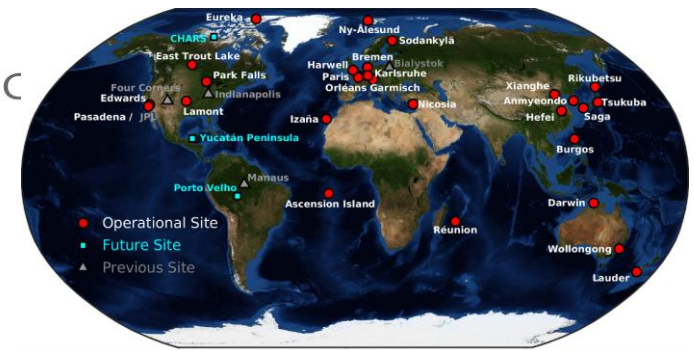 Eureka
Ny-Ålesund
CHARS
Sodankylä
East Trout Lake
Harwell
Bremen
Bialystok
Park Falls
Paris
Karlsruhe
Xianghe
Rikubetsu
Four Corners
Indianapolis
Orléans Garmisch
Edwards
Lamont
Nicosia
Anmyeondo
Tsukuba
Pasadena / JPL
Izaña
Hefei
Saga
Yucatán Peninsula
Burgos
Manaus
Porto Velho
Ascension Island
Darwin
Operational Site
Réunion
Future Site
Wollongong
Previous Site
Lauder